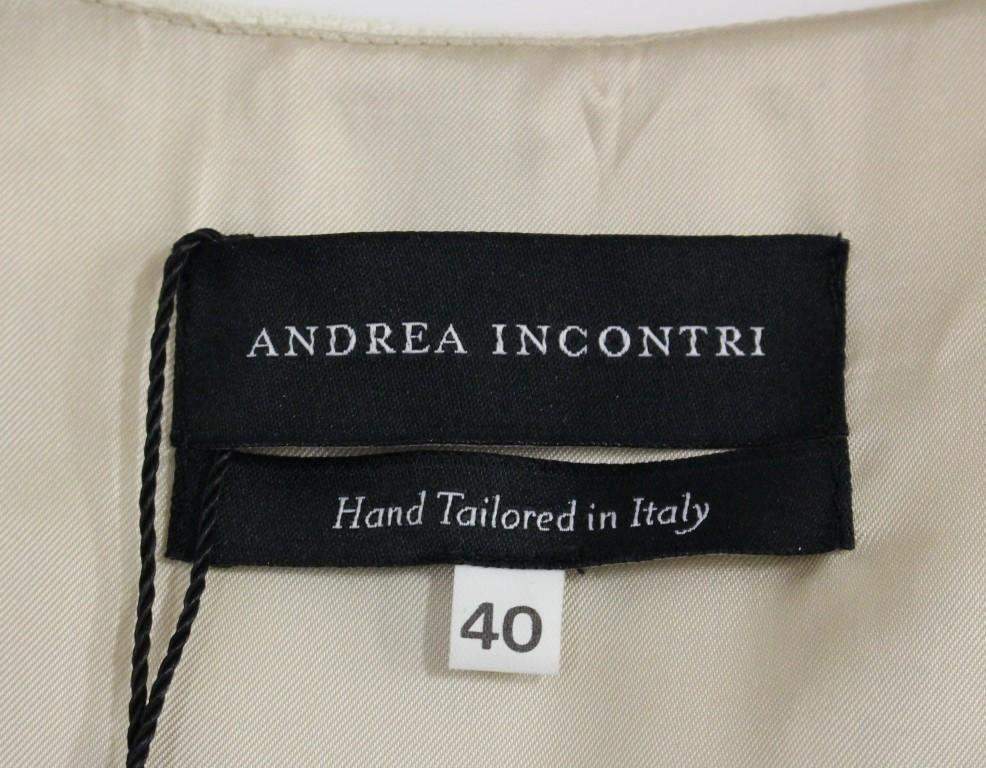 ANDREA INCONTRI
Hand Tailored in Italy
40